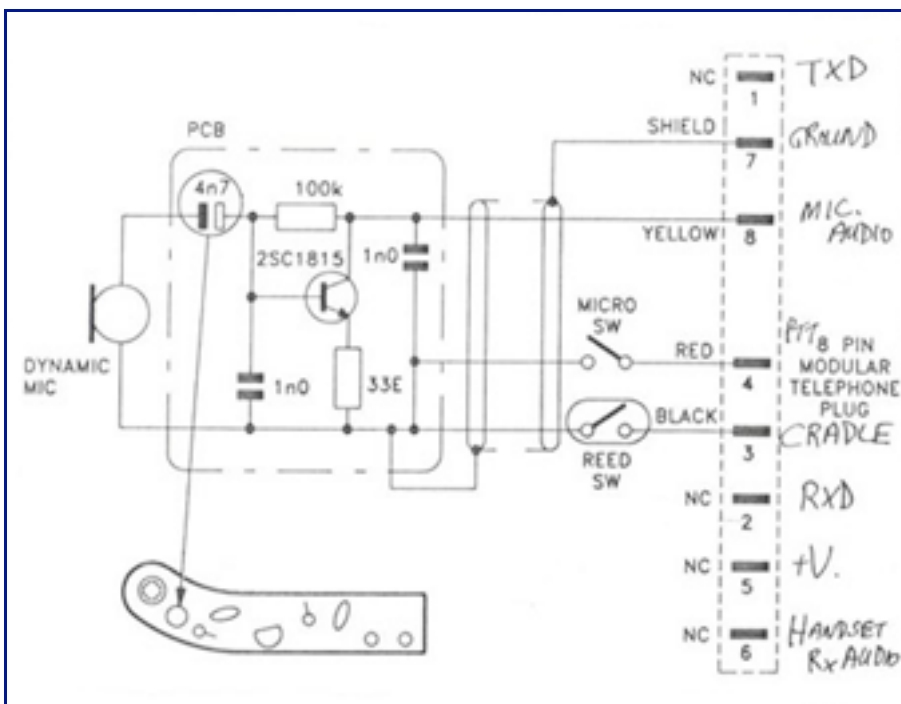 NC
1
TXD
PCB
SHIELD
7
GROUND
4n7
100k
YELLOW
8
MIC.
AUDIO
2SC1815
1n0
MICRO
SW
DYNAMIC
MIC
1n0
33E
RED
4
PTT
8 PIN
MODULAR
TELEPHONE
PLUG
BLACK
3
CRADLE
REED
SW
NC
2
RXD
NC
5
+V.
NC
6
HANDSET
RX AUDIO